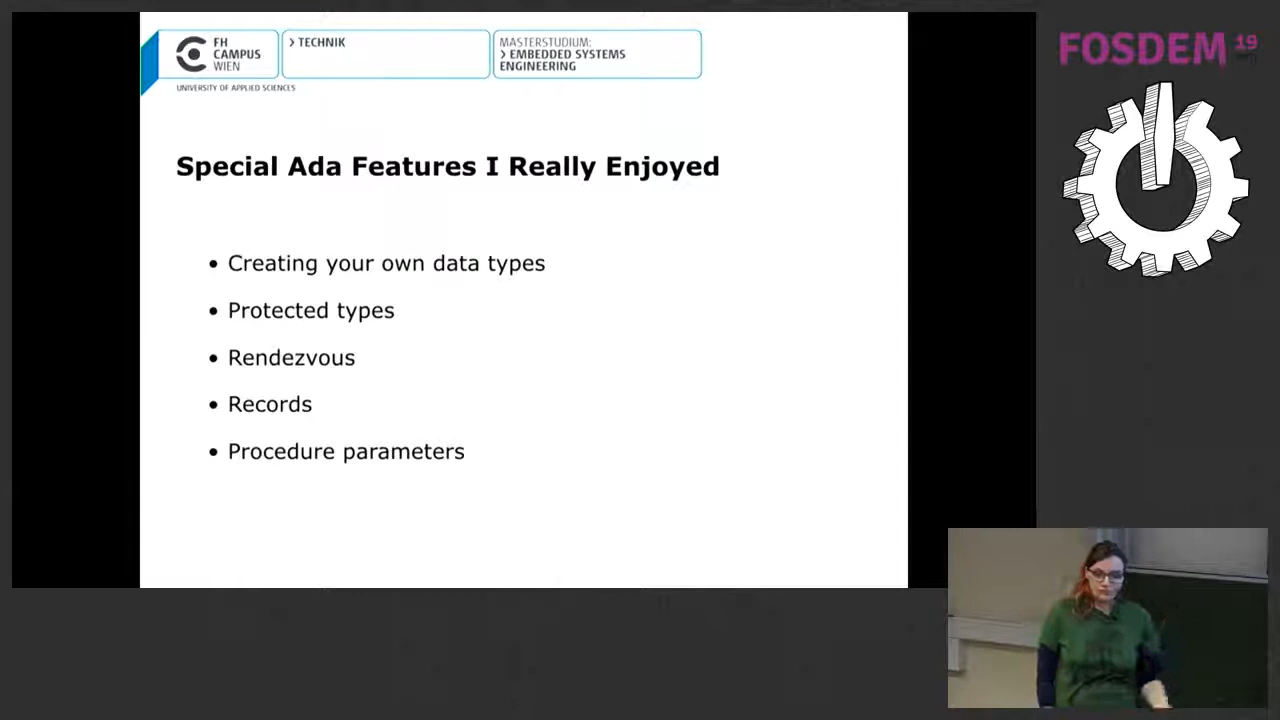 FH
CAMPUS
WIEN
UNIVERSITY OF APPLIED SCIENCES
> TECHNIK
MASTERSTUDIUM:
> EMBEDDED SYSTEMS
ENGINEERING
FOSDEM 19
Special Ada Features I Really Enjoyed
• Creating your own data types
• Protected types
• Rendezvous
• Records
• Procedure parameters